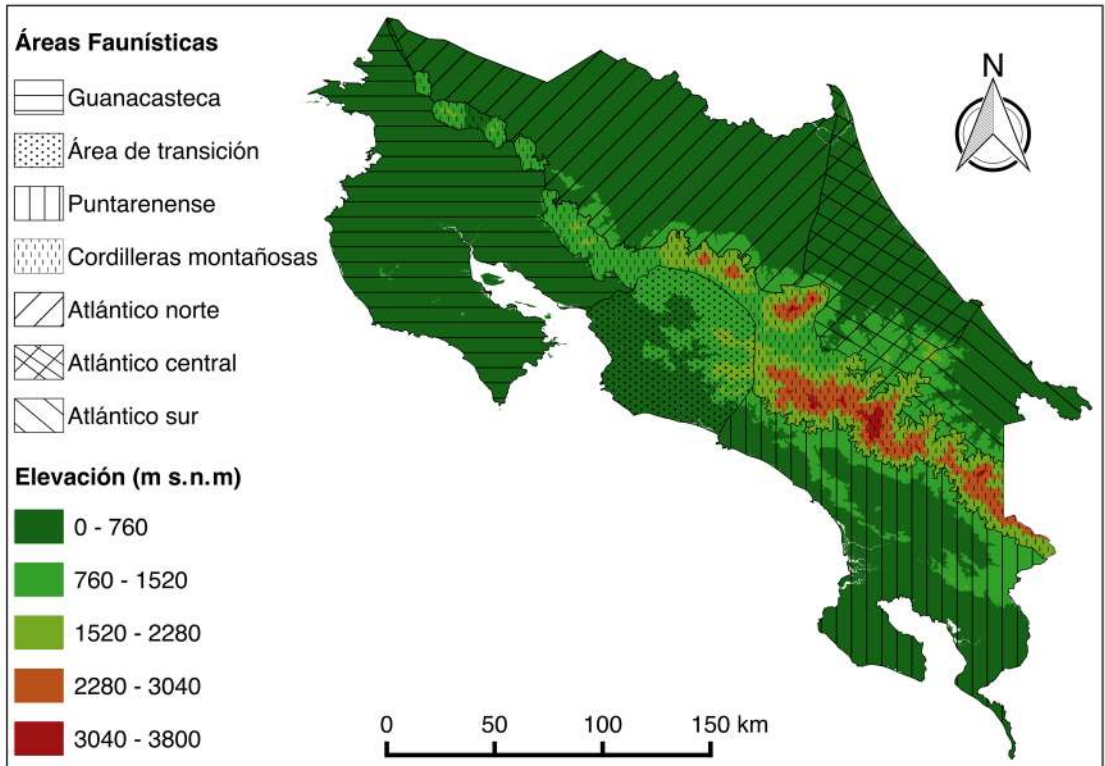 Áreas Faunísticas
Guanacasteca
Área de transición
Puntarenense
Cordilleras montañosas
Atlántico norte
Atlántico central
Atlántico sur
Elevación (m s.n.m)
0 - 760
760 - 1520
1520 - 2280
2280 - 3040
3040 - 3800
N
0 50 100 150 km